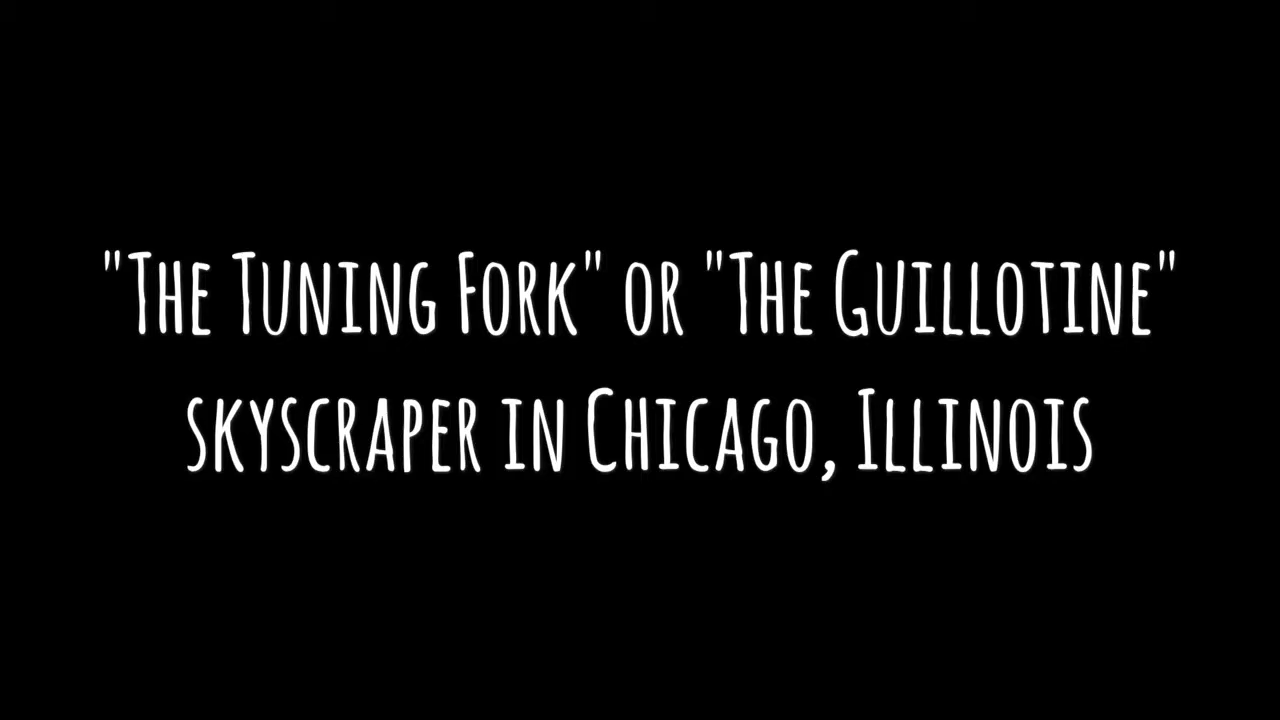 "The Tuning Fork" or "The Guillotine"
skyscraper in Chicago, Illinois